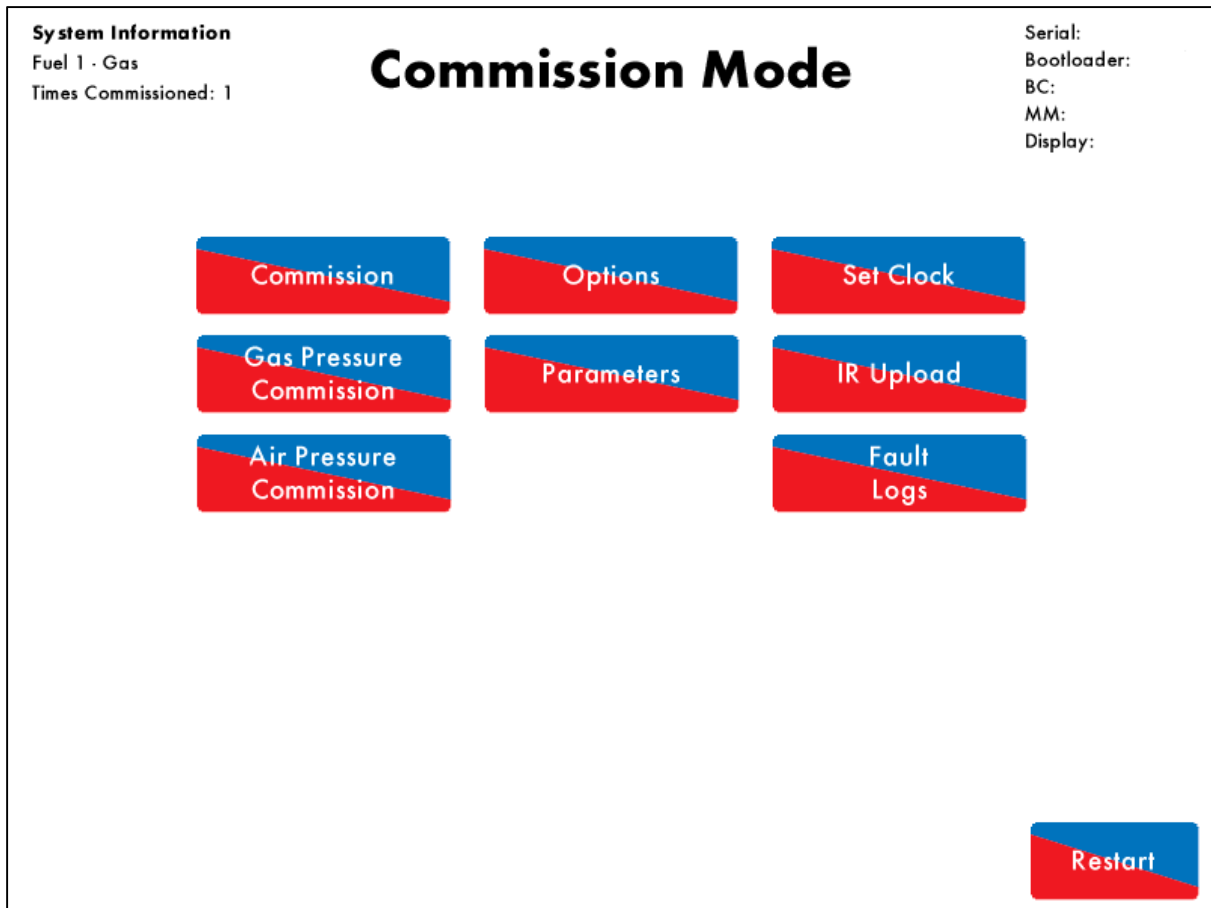 System Information
Fuel 1 - Gas
Times Commissioned: 1
Commission Mode
Serial:
Bootloader:
BC:
MM:
Display:
Commission
Options
Set Clock
Gas Pressure
Commission
Parameters
IR Upload
Air Pressure
Commission
Fault
Logs
Restart